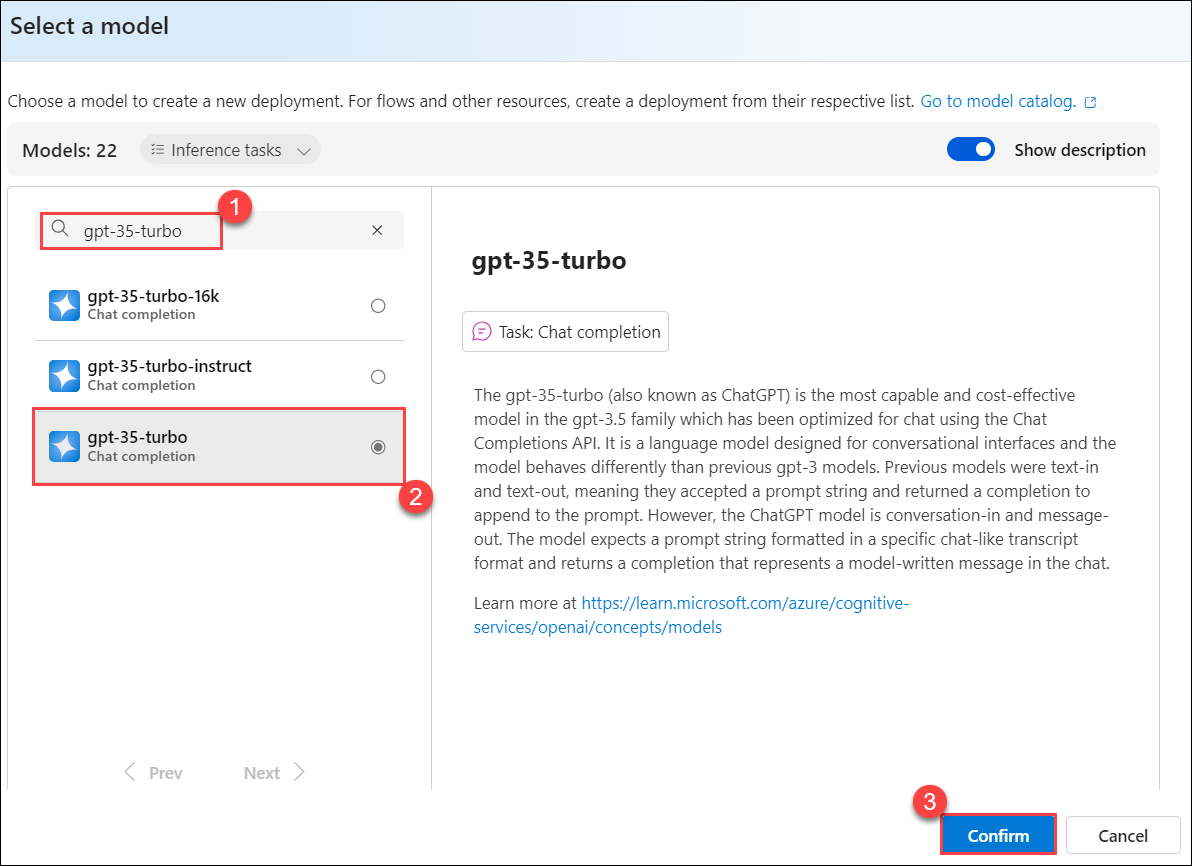 Select a model
Choose a model to create a new deployment. For flows and other resources, create a deployment from their respective list. Go to model catalog.
Models: 22
Inference tasks
Show description
1
gpt-35-turbo
gpt-35-turbo-16k
Chat completion
gpt-35-turbo-instruct
Chat completion
gpt-35-turbo
Chat completion
2
Prev
Next
gpt-35-turbo
Task: Chat completion
The gpt-35-turbo (also known as ChatGPT) is the most capable and cost-effective
model in the gpt-3.5 family which has been optimized for chat using the Chat
Completions API. It is a language model designed for conversational interfaces and the
model behaves differently than previous gpt-3 models. Previous models were text-in
and text-out, meaning they accepted a prompt string and returned a completion to
append to the prompt. However, the ChatGPT model is conversation-in and message-
out. The model expects a prompt string formatted in a specific chat-like transcript
format and returns a completion that represents a model-written message in the chat.
Learn more at https://learn.microsoft.com/azure/cognitive-
services/openai/concepts/models
3
Confirm
Cancel